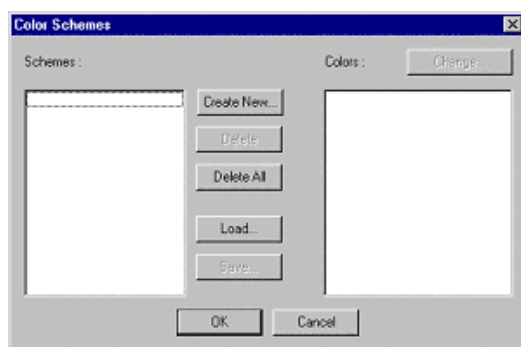 Color Schemes
Schemes :
Colors :
Change...
Create New...
Delete
Delete All
Load...
Save...
OK
Cancel